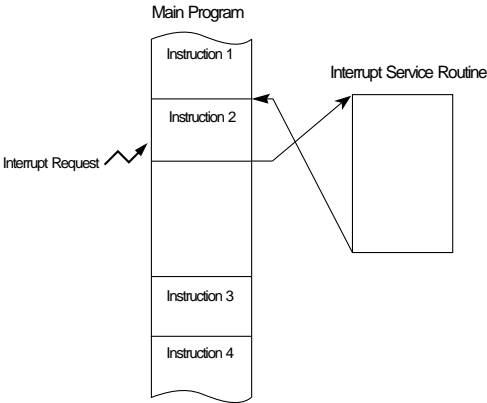 Main Program
Instruction 1
Interrupt Service Routine
Instruction 2
Interrupt Request
Instruction 3
Instruction 4